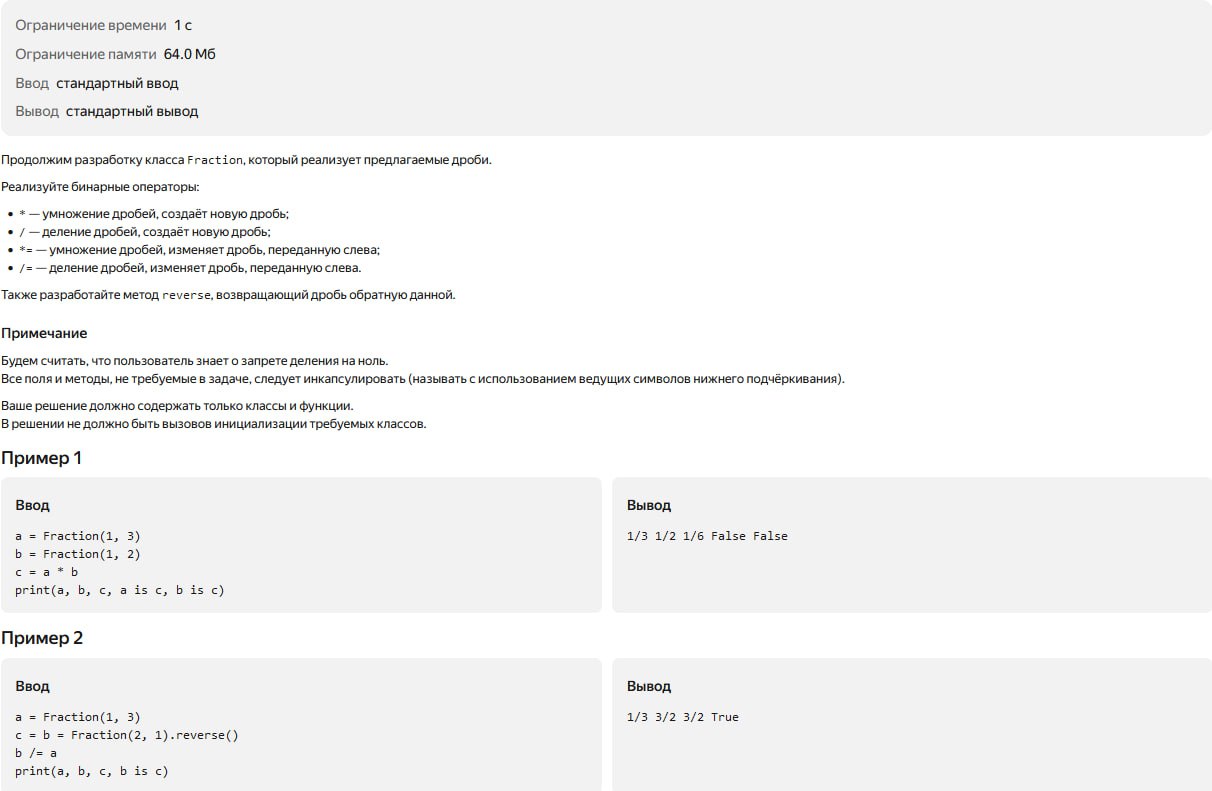 Ограничение времени 1 с
Ограничение памяти 64.0 Мб
Ввод стандартный ввод
Вывод стандартный вывод
Продолжим разработку класса Fraction, который реализует предлагаемые дроби.
Реализуйте бинарные операторы:
• * — умножение дробей, создаёт новую дробь;
• / — деление дробей, создаёт новую дробь;
• *= — умножение дробей, изменяет дробь, переданную слева;
• /= — деление дробей, изменяет дробь, переданную слева.
Также разработайте метод reverse, возвращающий дробь обратную данной.
Примечание
Будем считать, что пользователь знает о запрете деления на ноль.
Все поля и методы, не требуемые в задаче, следует инкапсулировать (называть с использованием ведущих символов нижнего подчёркивания).
Ваше решение должно содержать только классы и функции.
В решении не должно быть вызовов инициализации требуемых классов.
Пример 1
Ввод
a = Fraction(1, 3)
b = Fraction(1, 2)
c = a * b
print(a, b, c, a is c, b is c)
Вывод
1/3 1/2 1/6 False False
Пример 2
Ввод
a = Fraction(1, 3)
c = b = Fraction(2, 1).reverse()
b /= a
print(a, b, c, b is c)
Вывод
1/3 3/2 3/2 True